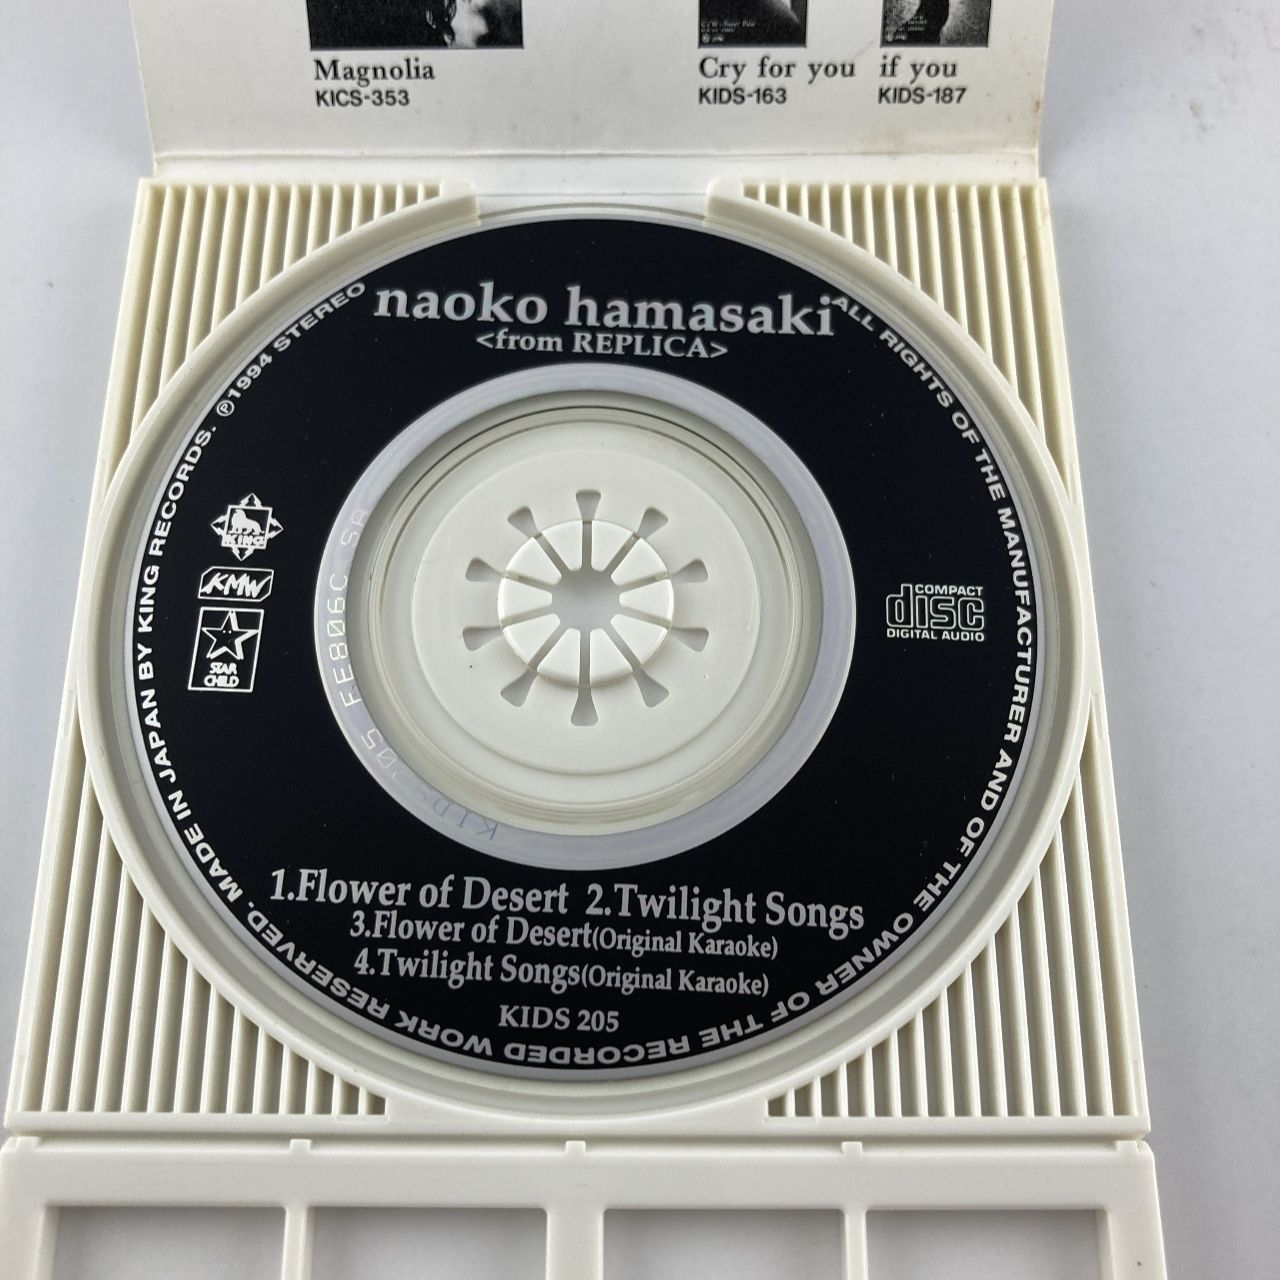 Magnolia
KICS-353
Cry for you
KIDS-163
if you
KIDS-187
naoko hamasaki
<from REPLICA>
ALL RIGHTS OF THE MANUFACTURER AND OF THE OWNER OF THE RECORDED WORK RESERVED. MADE IN JAPAN BY KING RECORDS. ℗1994 STEREO
KING
KMW
STAR
CHILD
COMPACT
disc
DIGITAL AUDIO
1.Flower of Desert 2.Twilight Songs
3.Flower of Desert(Original Karaoke)
4.Twilight Songs(Original Karaoke)
KIDS 205